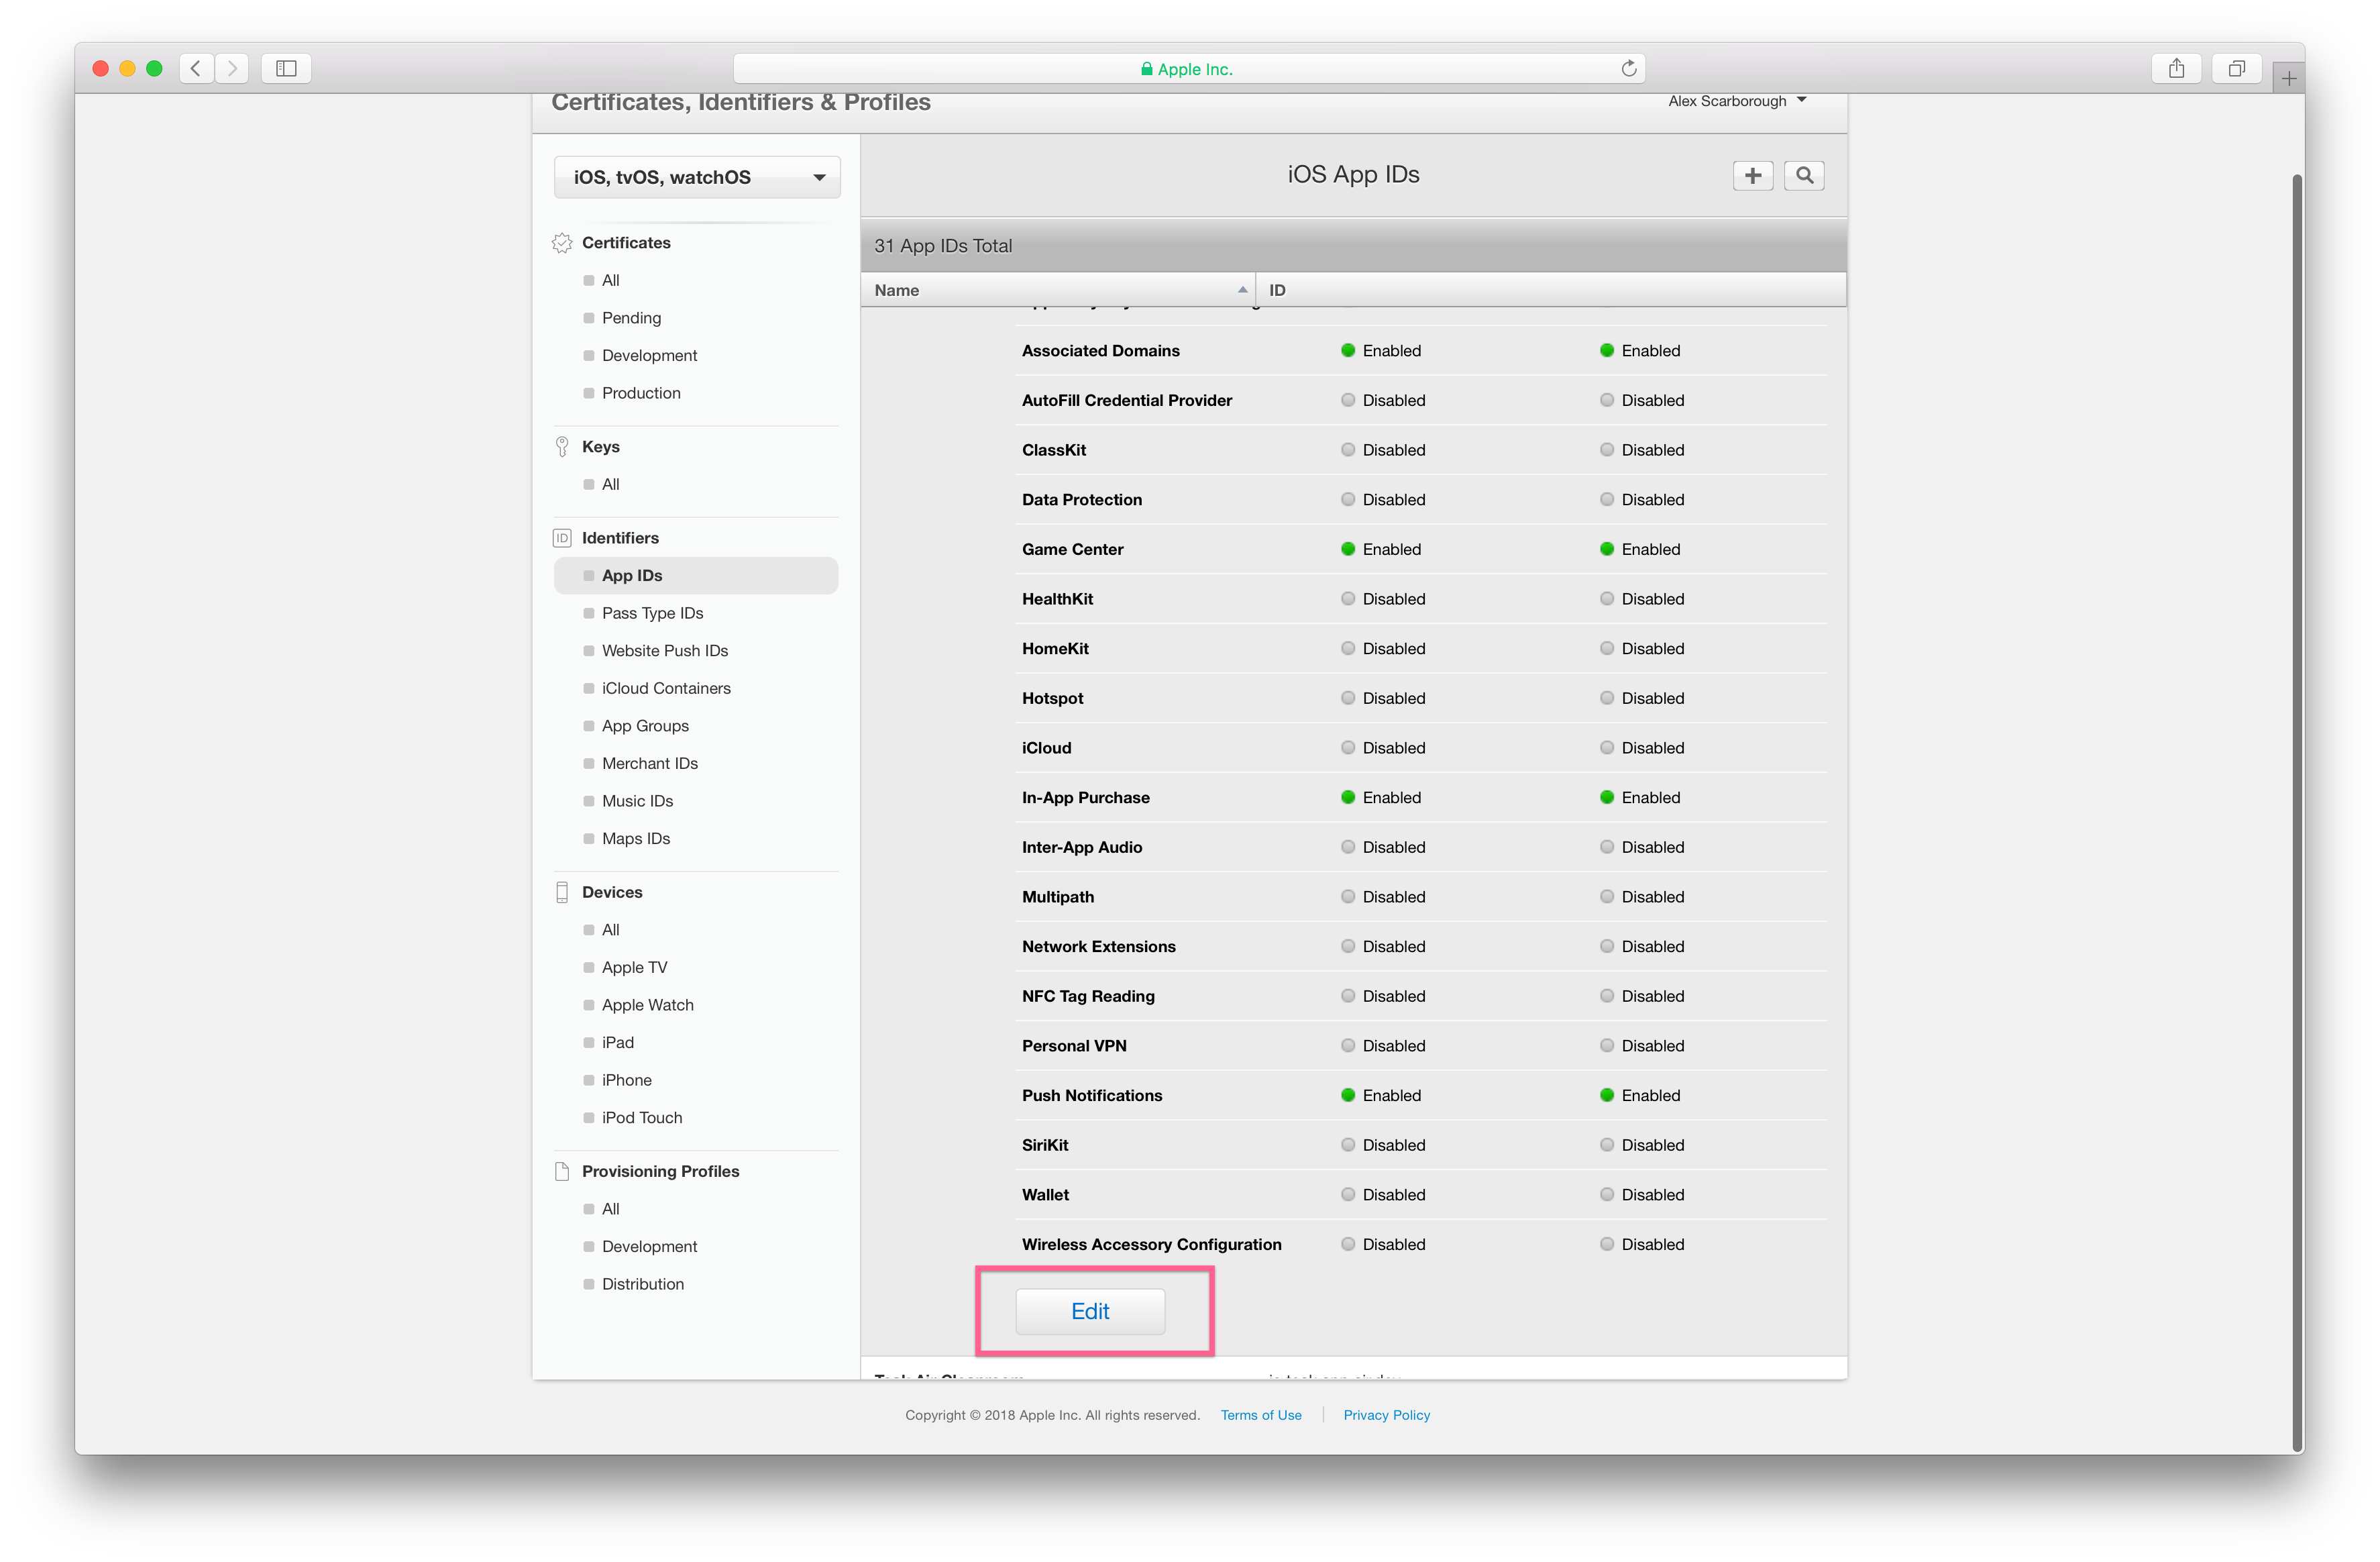 Apple Inc.
Certificates, Identifiers & Profiles
Alex Scarborough
iOS, tvOS, watchOS
iOS App IDs
Certificates
All
Pending
Development
Production
Keys
All
ID Identifiers
App IDs
Pass Type IDs
Website Push IDs
iCloud Containers
App Groups
Merchant IDs
Music IDs
Maps IDs
Devices
All
Apple TV
Apple Watch
iPad
iPhone
iPod Touch
Provisioning Profiles
All
Development
Distribution
31 App IDs Total
Name ID
Associated Domains Enabled Enabled
AutoFill Credential Provider Disabled Disabled
ClassKit Disabled Disabled
Data Protection Disabled Disabled
Game Center Enabled Enabled
HealthKit Disabled Disabled
HomeKit Disabled Disabled
Hotspot Disabled Disabled
iCloud Disabled Disabled
In-App Purchase Enabled Enabled
Inter-App Audio Disabled Disabled
Multipath Disabled Disabled
Network Extensions Disabled Disabled
NFC Tag Reading Disabled Disabled
Personal VPN Disabled Disabled
Push Notifications Enabled Enabled
SiriKit Disabled Disabled
Wallet Disabled Disabled
Wireless Accessory Configuration Disabled Disabled
Edit
Copyright © 2018 Apple Inc. All rights reserved. Terms of Use Privacy Policy